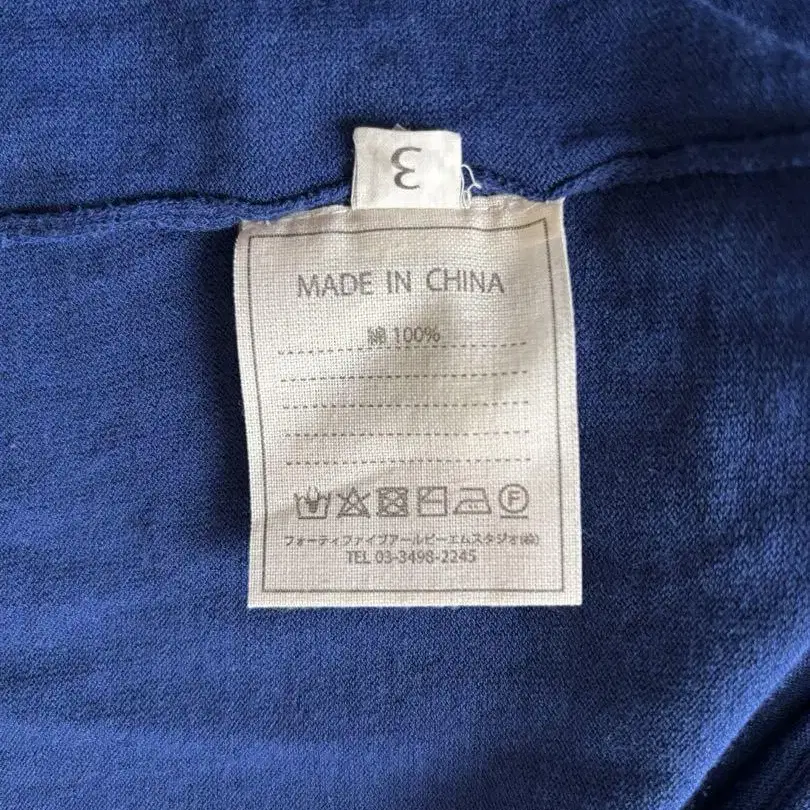 3
MADE IN CHINA
綿 100%
F
フォーティファイブアールピーエムスタジオ(株)
TEL 03-3498-2245